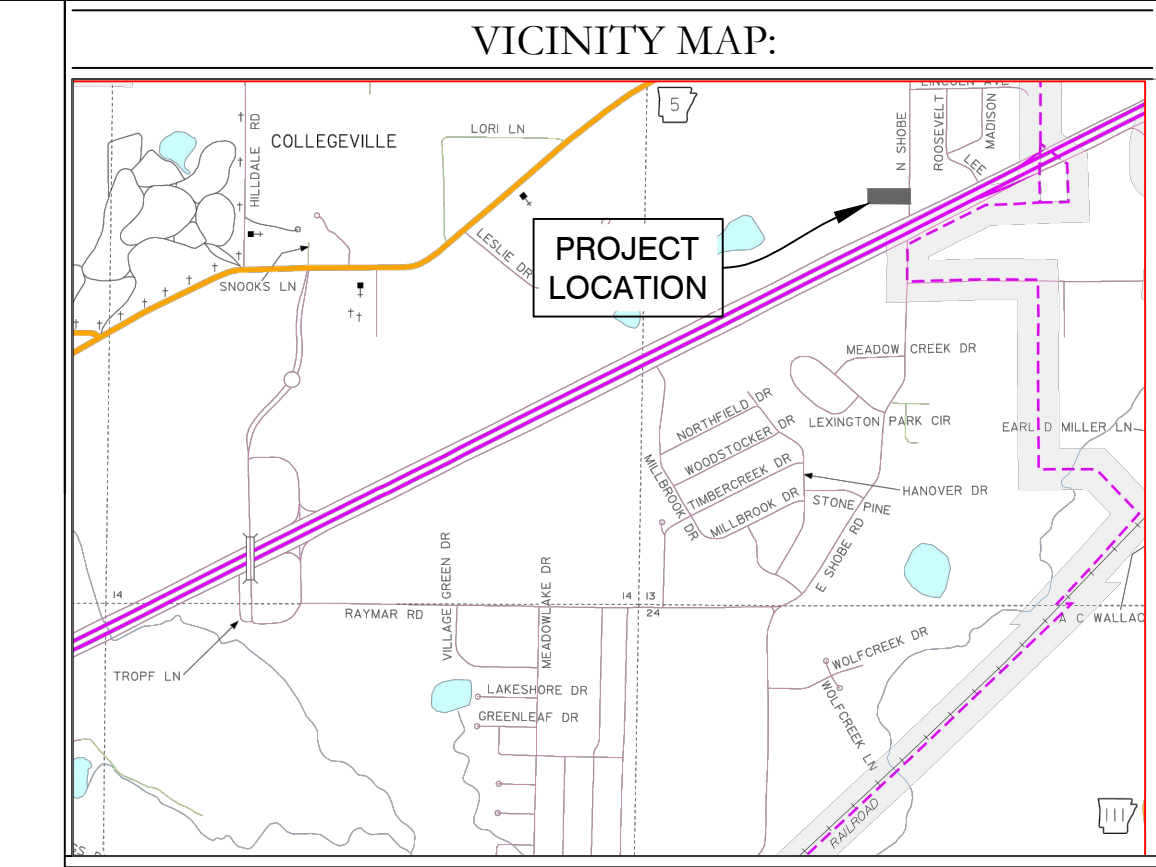 VICINITY MAP:
5
LINCOLN AVE
COLLEGEVILLE
HILLDALE RD
LORI LN
N SHOBE
ROOSEVELT
MADISON
LEE
LESLIE DR
PROJECT
LOCATION
SNOOKS LN
MEADOW CREEK DR
NORTHFIELD DR
WOODSTOCKER DR
LEXINGTON PARK CIR
EARL D MILLER LN
MILLBROOK DR
TIMBERCREEK DR
HANOVER DR
MILLBROOK DR
STONE PINE
E SHOBE RD
14
14
13
24
RAYMAR RD
VILLAGE GREEN DR
MEADOWLAKE DR
A C WALLAC
TROPF LN
WOLFCREEK DR
LAKESHORE DR
WOLFCREEK LN
GREENLEAF DR
RAILROAD
111